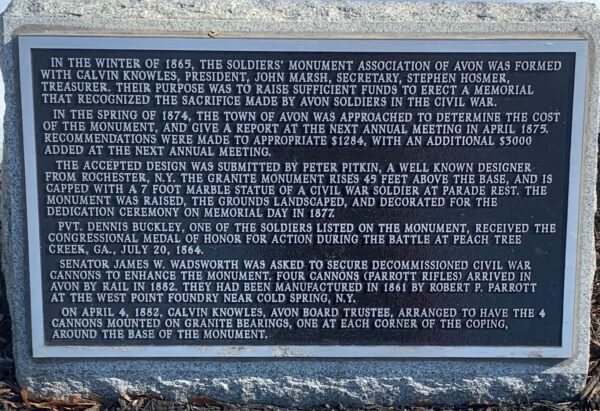 IN THE WINTER OF 1865, THE SOLDIERS' MONUMENT ASSOCIATION OF AVON WAS FORMED
WITH CALVIN KNOWLES, PRESIDENT, JOHN MARSH, SECRETARY, STEPHEN HOSMER,
TREASURER. THEIR PURPOSE WAS TO RAISE SUFFICIENT FUNDS TO ERECT A MEMORIAL
THAT RECOGNIZED THE SACRIFICE MADE BY AVON SOLDIERS IN THE CIVIL WAR.
IN THE SPRING OF 1874, THE TOWN OF AVON WAS APPROACHED TO DETERMINE THE COST
OF THE MONUMENT, AND GIVE A REPORT AT THE NEXT ANNUAL MEETING IN APRIL 1875.
RECOMMENDATIONS WERE MADE TO APPROPRIATE $1284, WITH AN ADDITIONAL $3000
ADDED AT THE NEXT ANNUAL MEETING.
THE ACCEPTED DESIGN WAS SUBMITTED BY PETER PITKIN, A WELL KNOWN DESIGNER
FROM ROCHESTER, N.Y. THE GRANITE MONUMENT RISES 49 FEET ABOVE THE BASE, AND IS
CAPPED WITH A 7 FOOT MARBLE STATUE OF A CIVIL WAR SOLDIER AT PARADE REST. THE
MONUMENT WAS RAISED, THE GROUNDS LANDSCAPED, AND DECORATED FOR THE
DEDICATION CEREMONY ON MEMORIAL DAY IN 1877.
PVT. DENNIS BUCKLEY, ONE OF THE SOLDIERS LISTED ON THE MONUMENT, RECEIVED THE
CONGRESSIONAL MEDAL OF HONOR FOR ACTION DURING THE BATTLE AT PEACH TREE
CREEK, GA., JULY 20, 1864.
SENATOR JAMES W. WADSWORTH WAS ASKED TO SECURE DECOMMISSIONED CIVIL WAR
CANNONS TO ENHANCE THE MONUMENT. FOUR CANNONS (PARROTT RIFLES) ARRIVED IN
AVON BY RAIL IN 1882. THEY HAD BEEN MANUFACTURED IN 1861 BY ROBERT P. PARROTT
AT THE WEST POINT FOUNDRY NEAR COLD SPRING, N.Y.
ON APRIL 4, 1882, CALVIN KNOWLES, AVON BOARD TRUSTEE, ARRANGED TO HAVE THE 4
CANNONS MOUNTED ON GRANITE BEARINGS, ONE AT EACH CORNER OF THE COPING,
AROUND THE BASE OF THE MONUMENT.